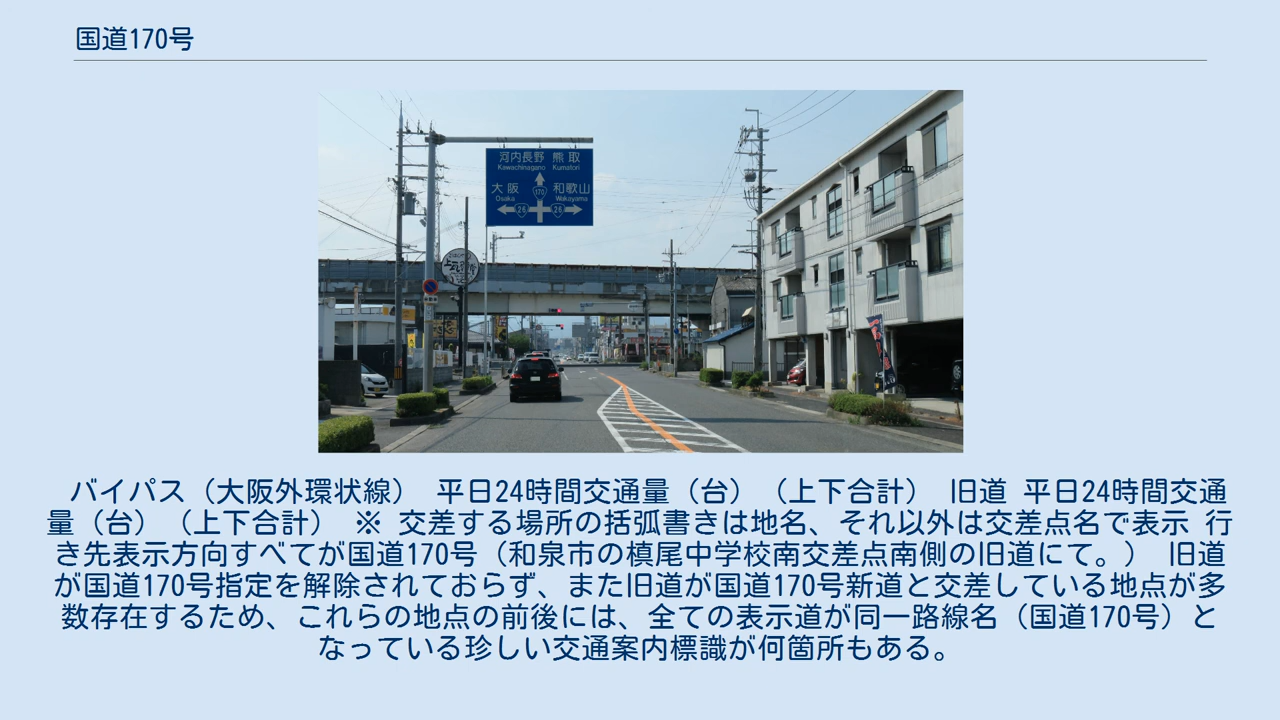 国道170号
河内長野 熊取
Kawachinagano Kumatori
大阪 和歌山
Osaka Wakayama
170
26 26
バイパス（大阪外環状線） 平日24時間交通量（台）（上下合計） 旧道 平日24時間交通
量（台）（上下合計） ※ 交差する場所の括弧書きは地名、それ以外は交差点名で表示 行
き先表示方向すべてが国道170号（和泉市の槙尾中学校南交差点南側の旧道にて。） 旧道
が国道170号指定を解除されておらず、また旧道が国道170号新道と交差している地点が多
数存在するため、これらの地点の前後には、全ての表示道が同一路線名（国道170号）と
なっている珍しい交通案内標識が何箇所もある。